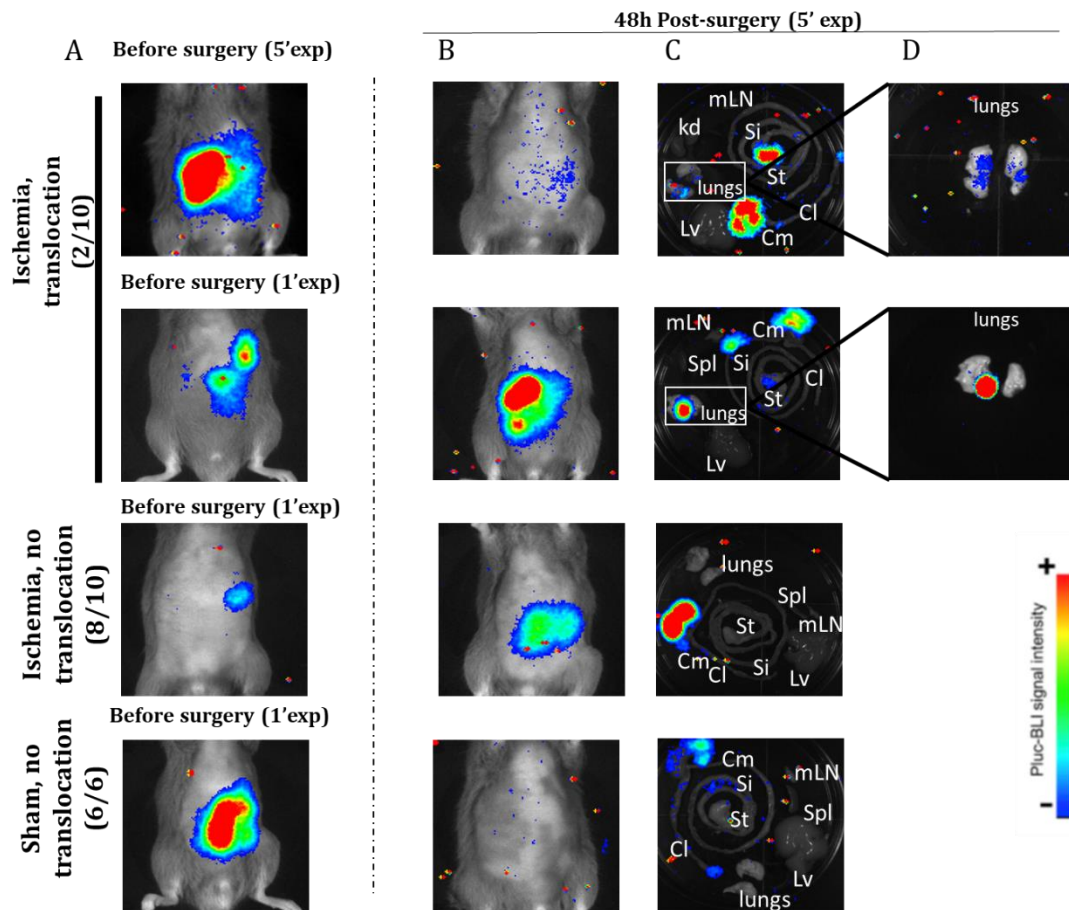 48h Post-surgery (5' exp)
A
Before surgery (5'exp)
B
C
D
Ischemia,
translocation
(2/10)
mLN
kd
Si
St
lungs
Cl
Lv
Cm
lungs
Before surgery (1'exp)
mLN
Cm
Spl
Si
Cl
St
lungs
Lv
lungs
Ischemia, no
translocation
(8/10)
Before surgery (1'exp)
lungs
Spl
St
mLN
Cm
Cl
Si
Lv
Sham, no
translocation
(6/6)
Before surgery (1'exp)
Cm
mLN
Si
Spl
St
Cl
Lv
lungs
+
Pluc-BLI signal intensity
-